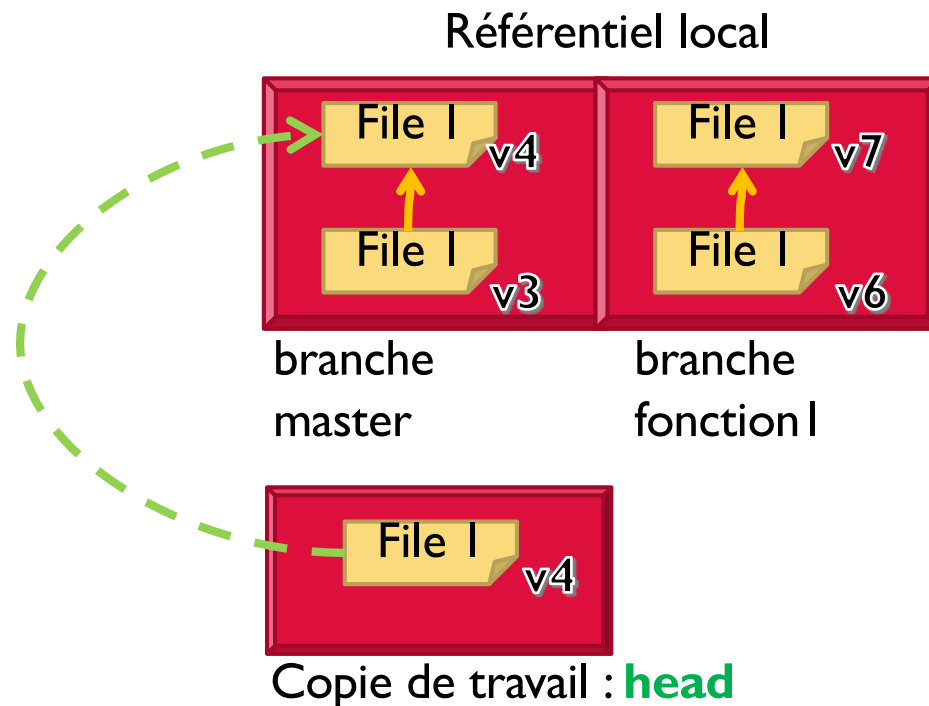 Référentiel local
File 1 v4
File 1 v7
File 1 v3
File 1 v6
branche master
branche fonction1
File 1 v4
Copie de travail : head